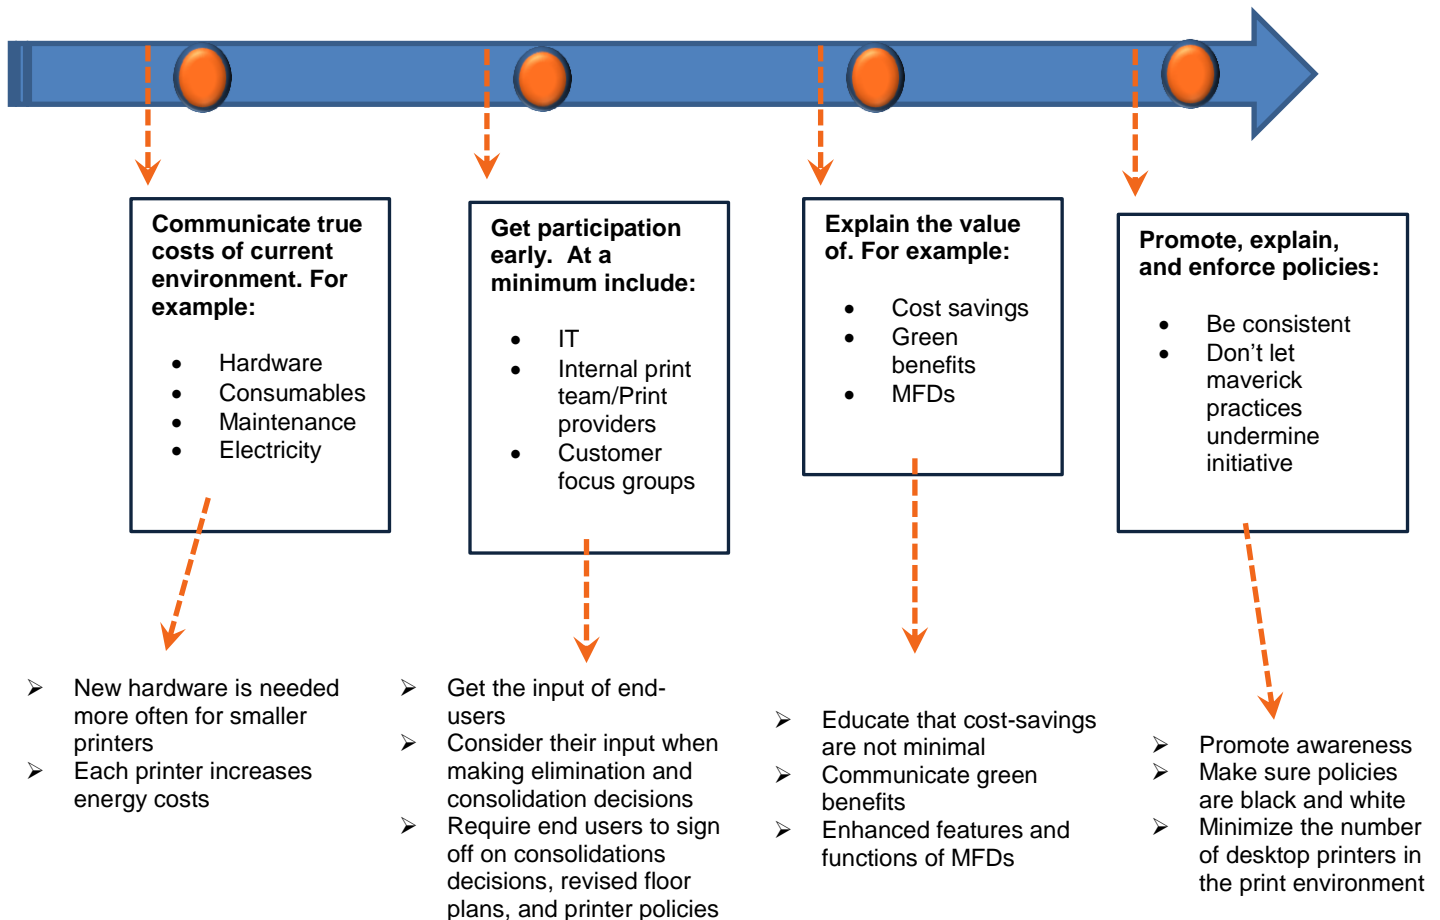 Communicate true
costs of current
environment. For
example:
• Hardware
• Consumables
• Maintenance
• Electricity
Get participation
early.  At a
minimum include:
• IT
• Internal print
team/Print
providers
• Customer
focus groups
Explain the value
of. For example:
• Cost savings
• Green
benefits
• MFDs
Promote, explain,
and enforce policies:
• Be consistent
• Don’t let
maverick
practices
undermine
initiative
➢ New hardware is needed
more often for smaller
printers
➢ Each printer increases
energy costs
➢ Get the input of end-
users
➢ Consider their input when
making elimination and
consolidation decisions
➢ Require end users to sign
off on consolidations
decisions, revised floor
plans, and printer policies
➢ Educate that cost-savings
are not minimal
➢ Communicate green
benefits
➢ Enhanced features and
functions of MFDs
➢ Promote awareness
➢ Make sure policies
are black and white
➢ Minimize the number
of desktop printers in
the print environment